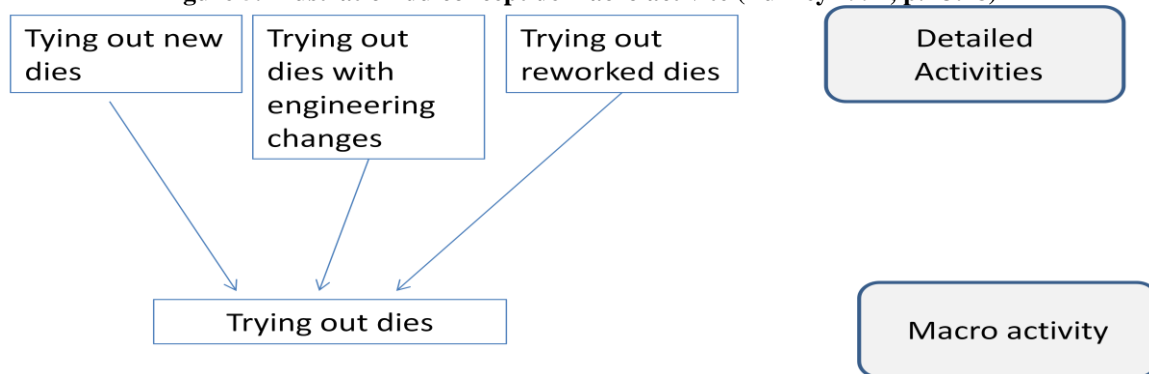 Tying out new
dies
Trying out
dies with
engineering
changes
Trying out
reworked dies
Detailed
Activities
Trying out dies
Macro activity